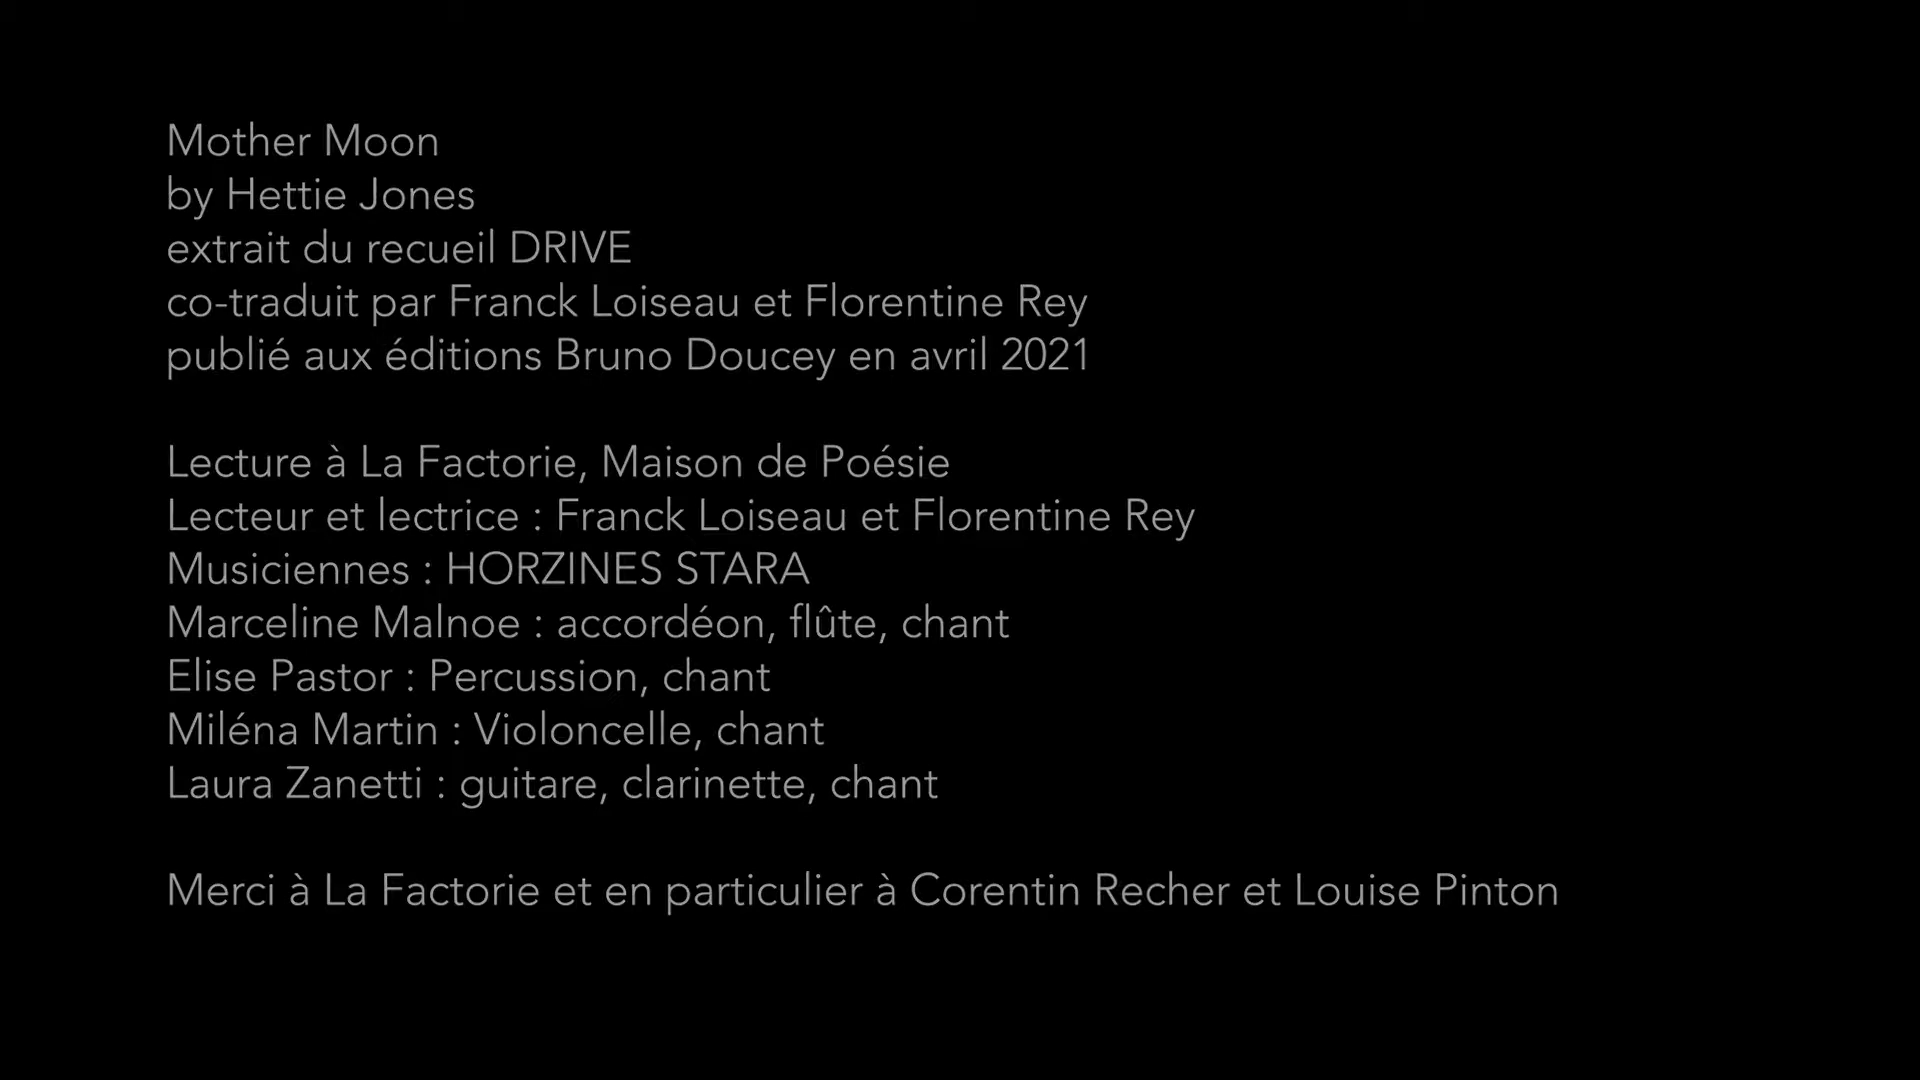 Mother Moon
by Hettie Jones
extrait du recueil DRIVE
co-traduit par Franck Loiseau et Florentine Rey
publié aux éditions Bruno Doucey en avril 2021
Lecture à La Factorie, Maison de Poésie
Lecteur et lectrice : Franck Loiseau et Florentine Rey
Musiciennes : HORZINES STARA
Marceline Malnoe : accordéon, flûte, chant
Elise Pastor : Percussion, chant
Miléna Martin : Violoncelle, chant
Laura Zanetti : guitare, clarinette, chant
Merci à La Factorie et en particulier à Corentin Recher et Louise Pinton